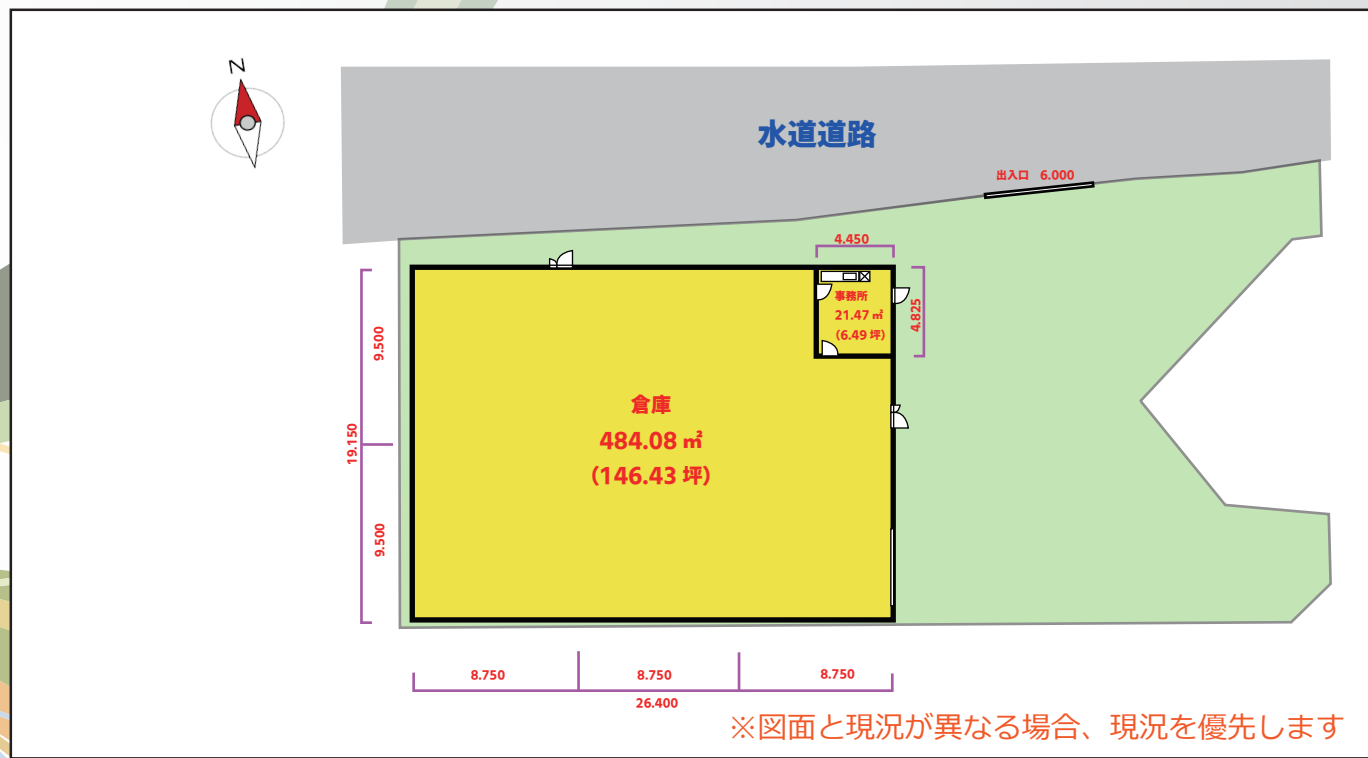 N
水道道路
出入口 6.000
4.450
事務所
21.47 ㎡
(6.49 坪)
4.825
9.500
19.150
9.500
倉庫
484.08 ㎡
(146.43 坪)
8.750
8.750
8.750
26.400
※図面と現況が異なる場合、現況を優先します